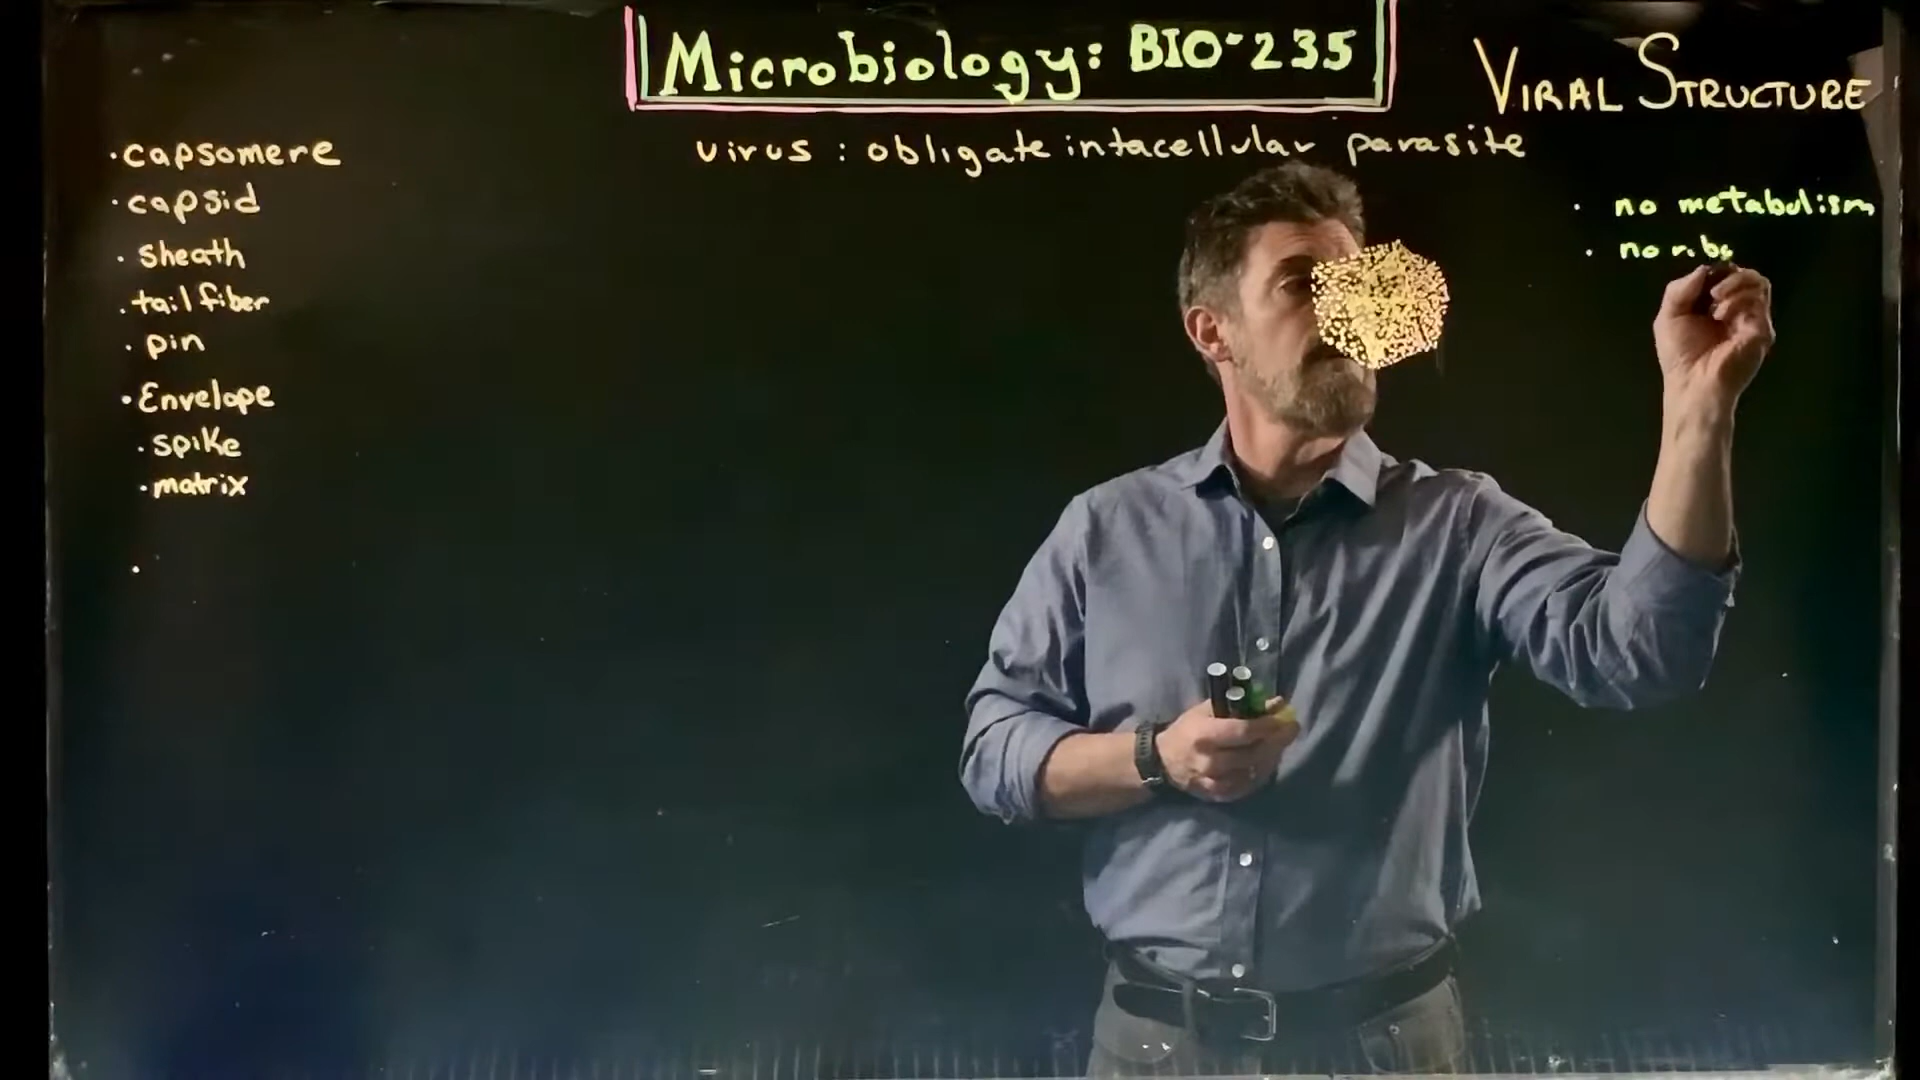 Microbiology: BIO-235
VIRAL STRUCTURE
virus : obligate intacellular parasite
· capsomere
· capsid
· sheath
· tail fiber
· pin
· Envelope
· spike
· matrix
·
· no metabolism
· no ribo